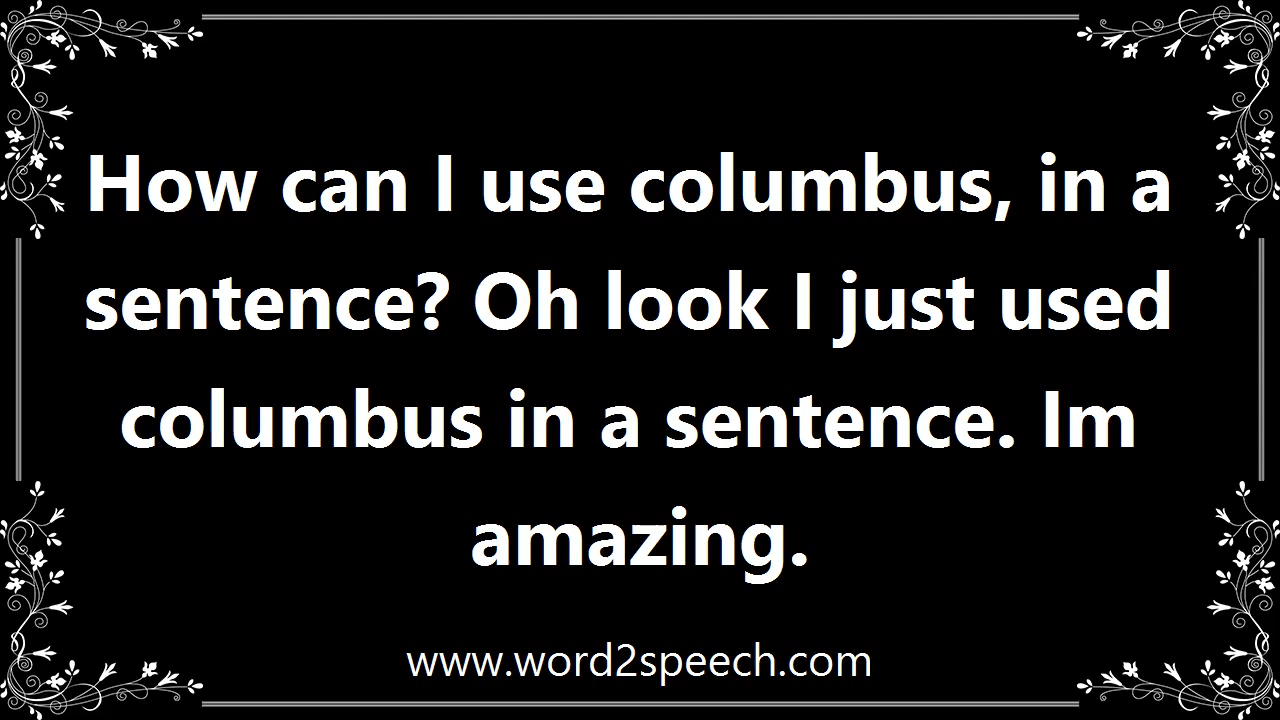 How can I use columbus, in a
sentence? Oh look I just used
columbus in a sentence. Im
amazing.
www.word2speech.com